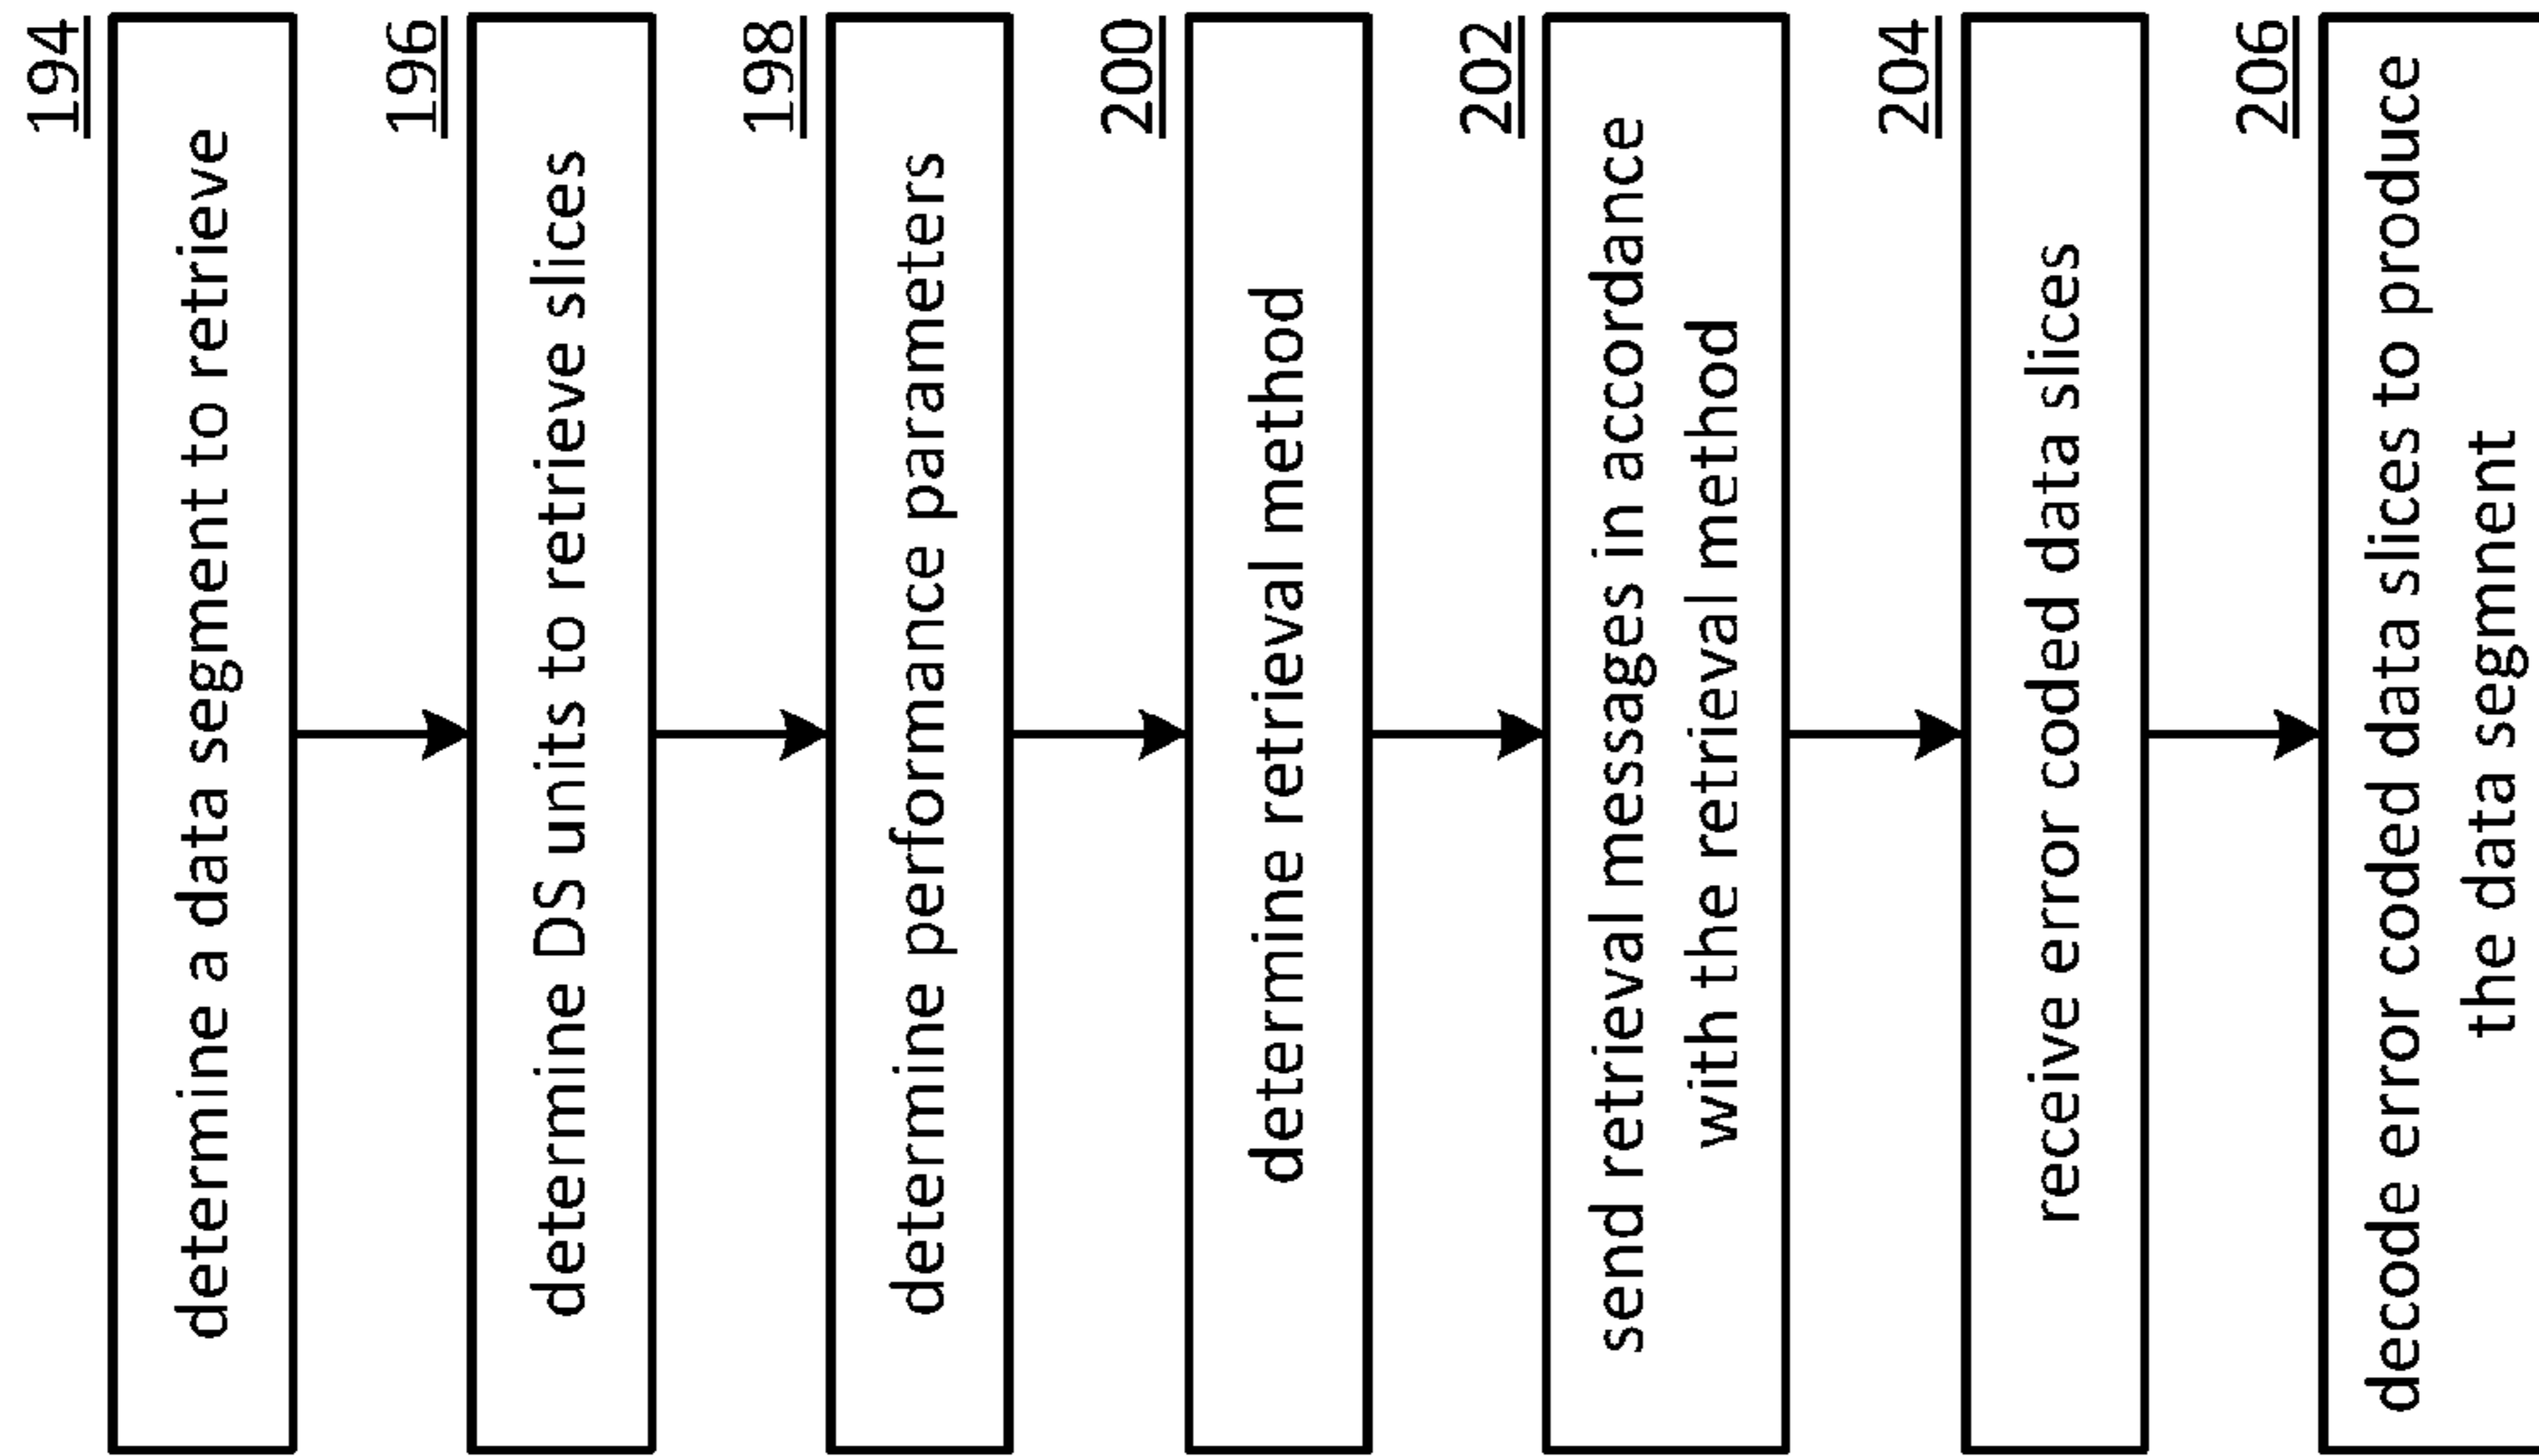 194
determine a data segment to retrieve
196
determine DS units to retrieve slices
198
determine performance parameters
200
determine retrieval method
202
send retrieval messages in accordance
with the retrieval method
204
receive error coded data slices
206
decode error coded data slices to produce
the data segment